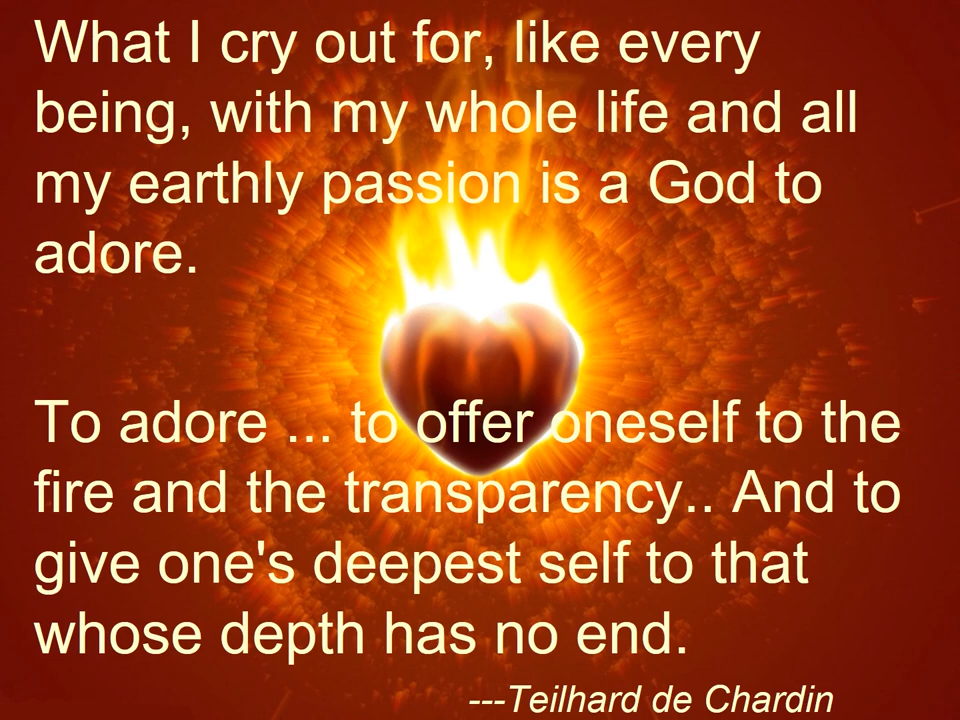 What I cry out for, like every
being, with my whole life and all
my earthly passion is a God to
adore.
To adore ... to offer oneself to the
fire and the transparency.. And to
give one's deepest self to that
whose depth has no end.
---Teilhard de Chardin